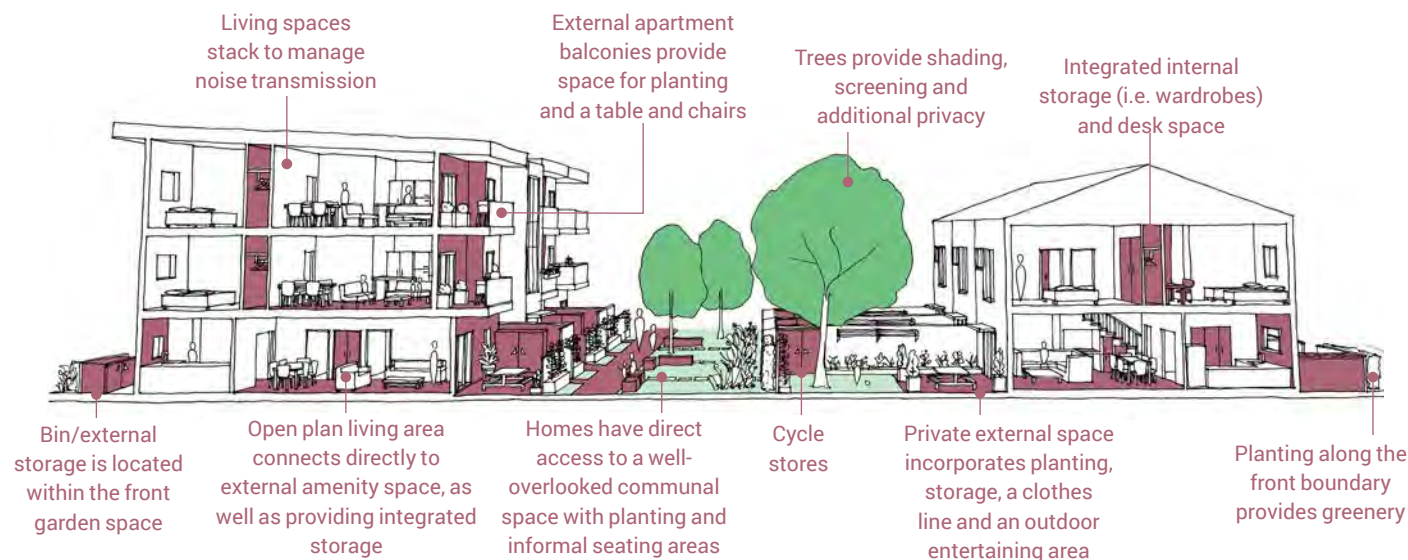 Living spaces
stack to manage
noise transmission
External apartment
balconies provide
space for planting
and a table and chairs
Trees provide shading,
screening and
additional privacy
Integrated internal
storage (i.e. wardrobes)
and desk space
Bin/external
storage is located
within the front
garden space
Open plan living area
connects directly to
external amenity space, as
well as providing integrated
storage
Homes have direct
access to a well-
overlooked communal
space with planting and
informal seating areas
Cycle
stores
Private external space
incorporates planting,
storage, a clothes
line and an outdoor
entertaining area
Planting along the
front boundary
provides greenery